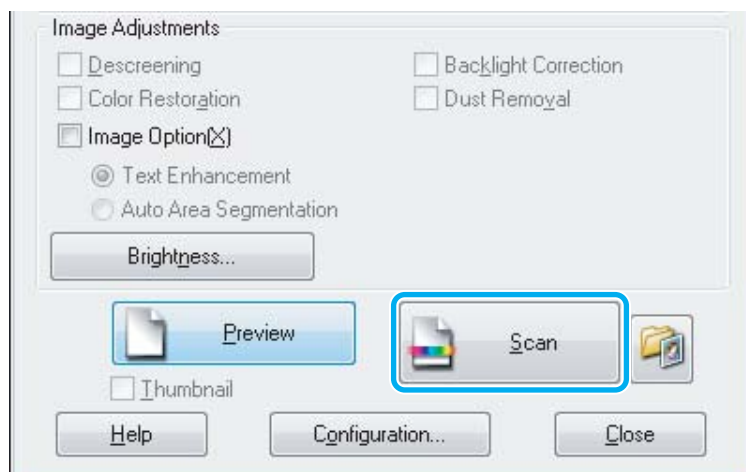 Image Adjustments
Descreening
Backlight Correction
Color Restoration
Dust Removal
Image Option(X)
Text Enhancement
Auto Area Segmentation
Brightness...
Preview
Scan
Thumbnail
Help
Configuration...
Close